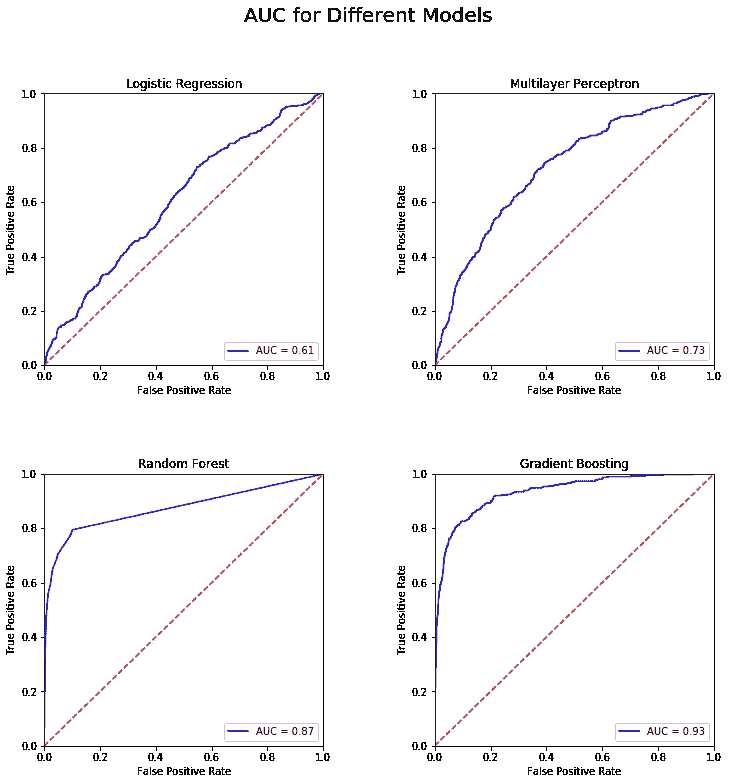 AUC for Different Models
Logistic Regression
1.0
0.8
0.6
0.4
0.2
0.0
True Positive Rate
AUC = 0.61
0.0 0.2 0.4 0.6 0.8 1.0
False Positive Rate
Multilayer Perceptron
1.0
0.8
0.6
0.4
0.2
0.0
True Positive Rate
AUC = 0.73
0.0 0.2 0.4 0.6 0.8 1.0
False Positive Rate
Random Forest
1.0
0.8
0.6
0.4
0.2
0.0
True Positive Rate
AUC = 0.87
0.0 0.2 0.4 0.6 0.8 1.0
False Positive Rate
Gradient Boosting
1.0
0.8
0.6
0.4
0.2
0.0
True Positive Rate
AUC = 0.93
0.0 0.2 0.4 0.6 0.8 1.0
False Positive Rate